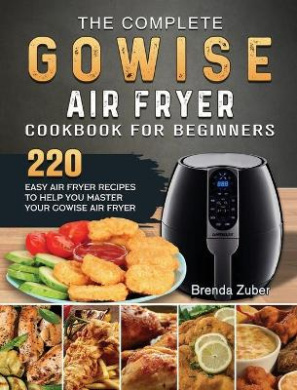 THE COMPLETE
GOWISE
AIR FRYER
COOKBOOK FOR BEGINNERS
220
EASY AIR FRYER RECIPES
TO HELP YOU MASTER
YOUR GOWISE AIR FRYER
Brenda Zuber